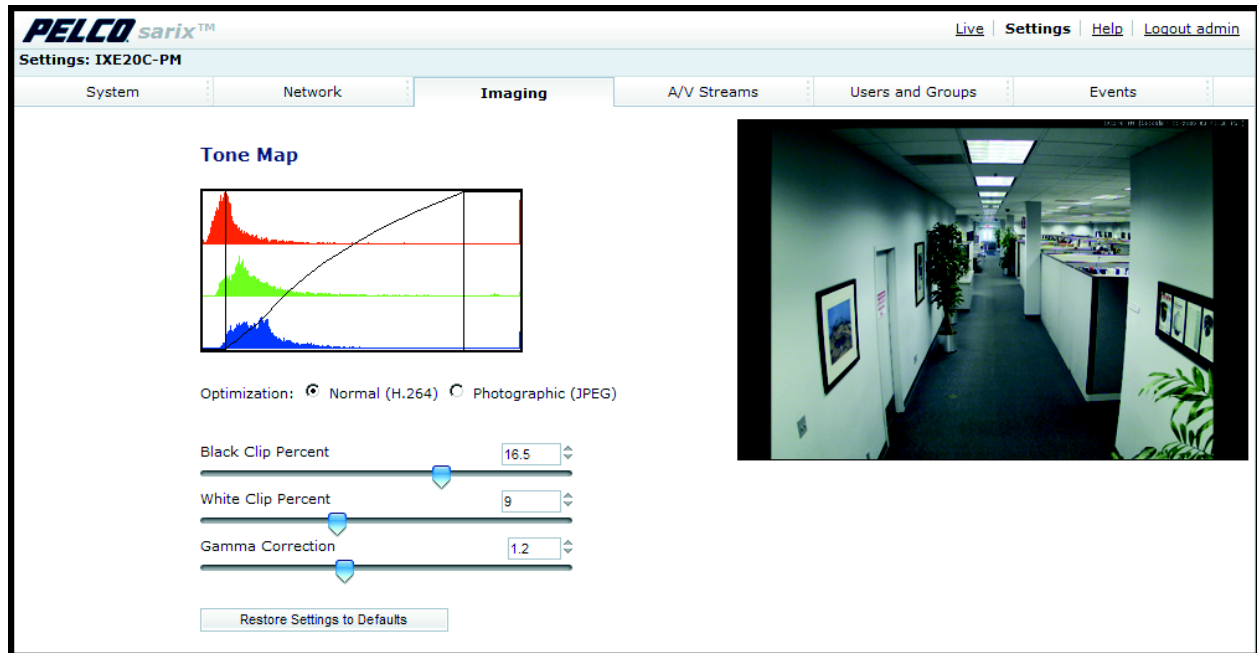 PELCO sarix™
Live | Settings | Help | Logout admin
Settings: IXE20C-PM
System Network Imaging A/V Streams Users and Groups Events
Tone Map
Optimization: Normal (H.264) Photographic (JPEG)
Black Clip Percent 16.5
White Clip Percent 9
Gamma Correction 1.2
Restore Settings to Defaults